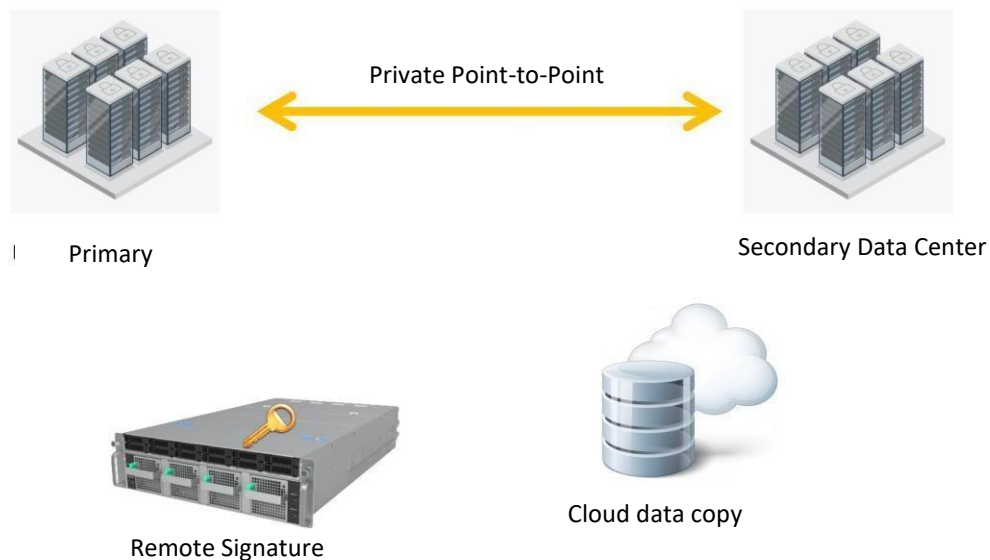 Private Point-to-Point
Primary
Secondary Data Center
Cloud data copy
Remote Signature